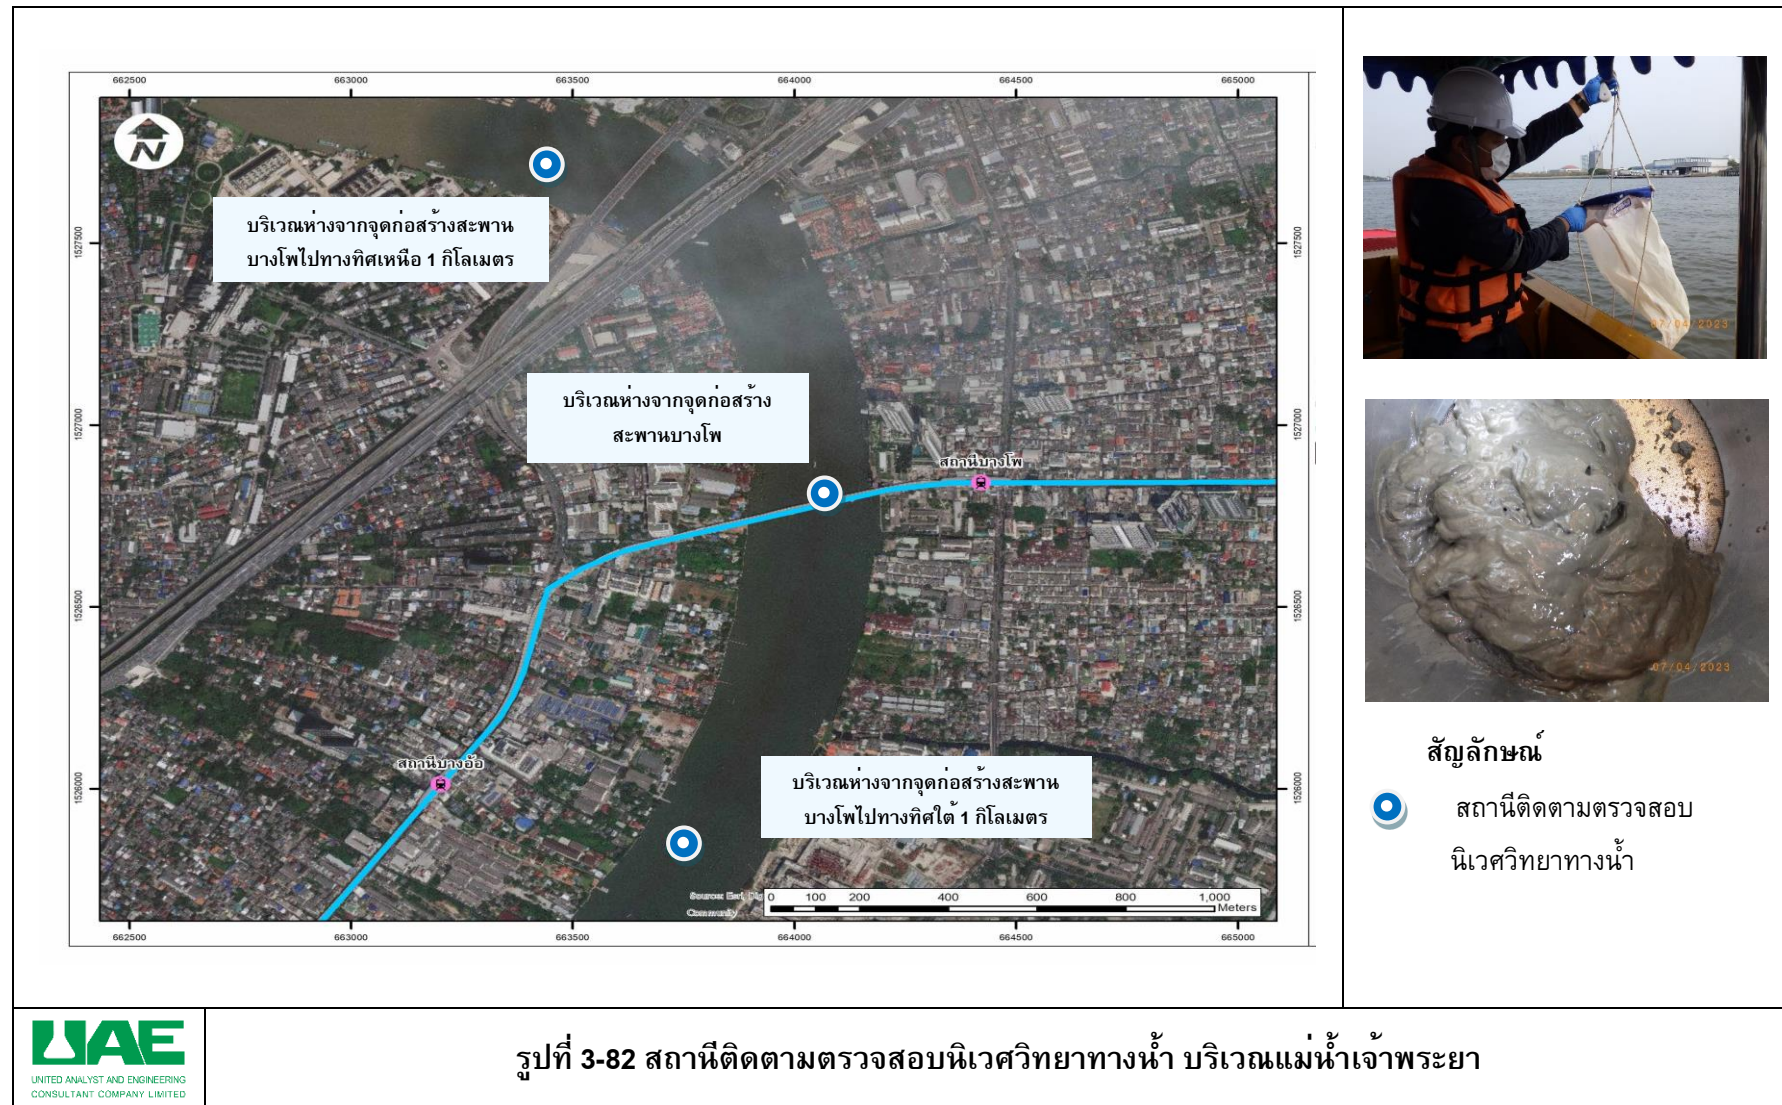 662500 663000 663500 664000 664500 665000
N
บริเวณห่างจากจุดก่อสร้างสะพาน
บางโพไปทางทิศเหนือ 1 กิโลเมตร
1527500 1527500
บริเวณห่างจากจุดก่อสร้าง
สะพานบางโพ
1527000 1527000
สถานีบางโพ
1526500 1526500
สถานีบางอ้อ
บริเวณห่างจากจุดก่อสร้างสะพาน
บางโพไปทางทิศใต้ 1 กิโลเมตร
1526000 1526000
Source: Esri,
Community
0 100 200 400 600 800 1,000
Meters
662500 663000 663500 664000 664500 665000
07/04/2023
07/04/2023
สัญลักษณ์
สถานีติดตามตรวจสอบ
นิเวศวิทยาทางน้ำ
UAE
UNITED ANALYST AND ENGINEERING
CONSULTANT COMPANY LIMITED
รูปที่ 3-82 สถานีติดตามตรวจสอบนิเวศวิทยาทางน้ำ บริเวณแม่น้ำเจ้าพระยา